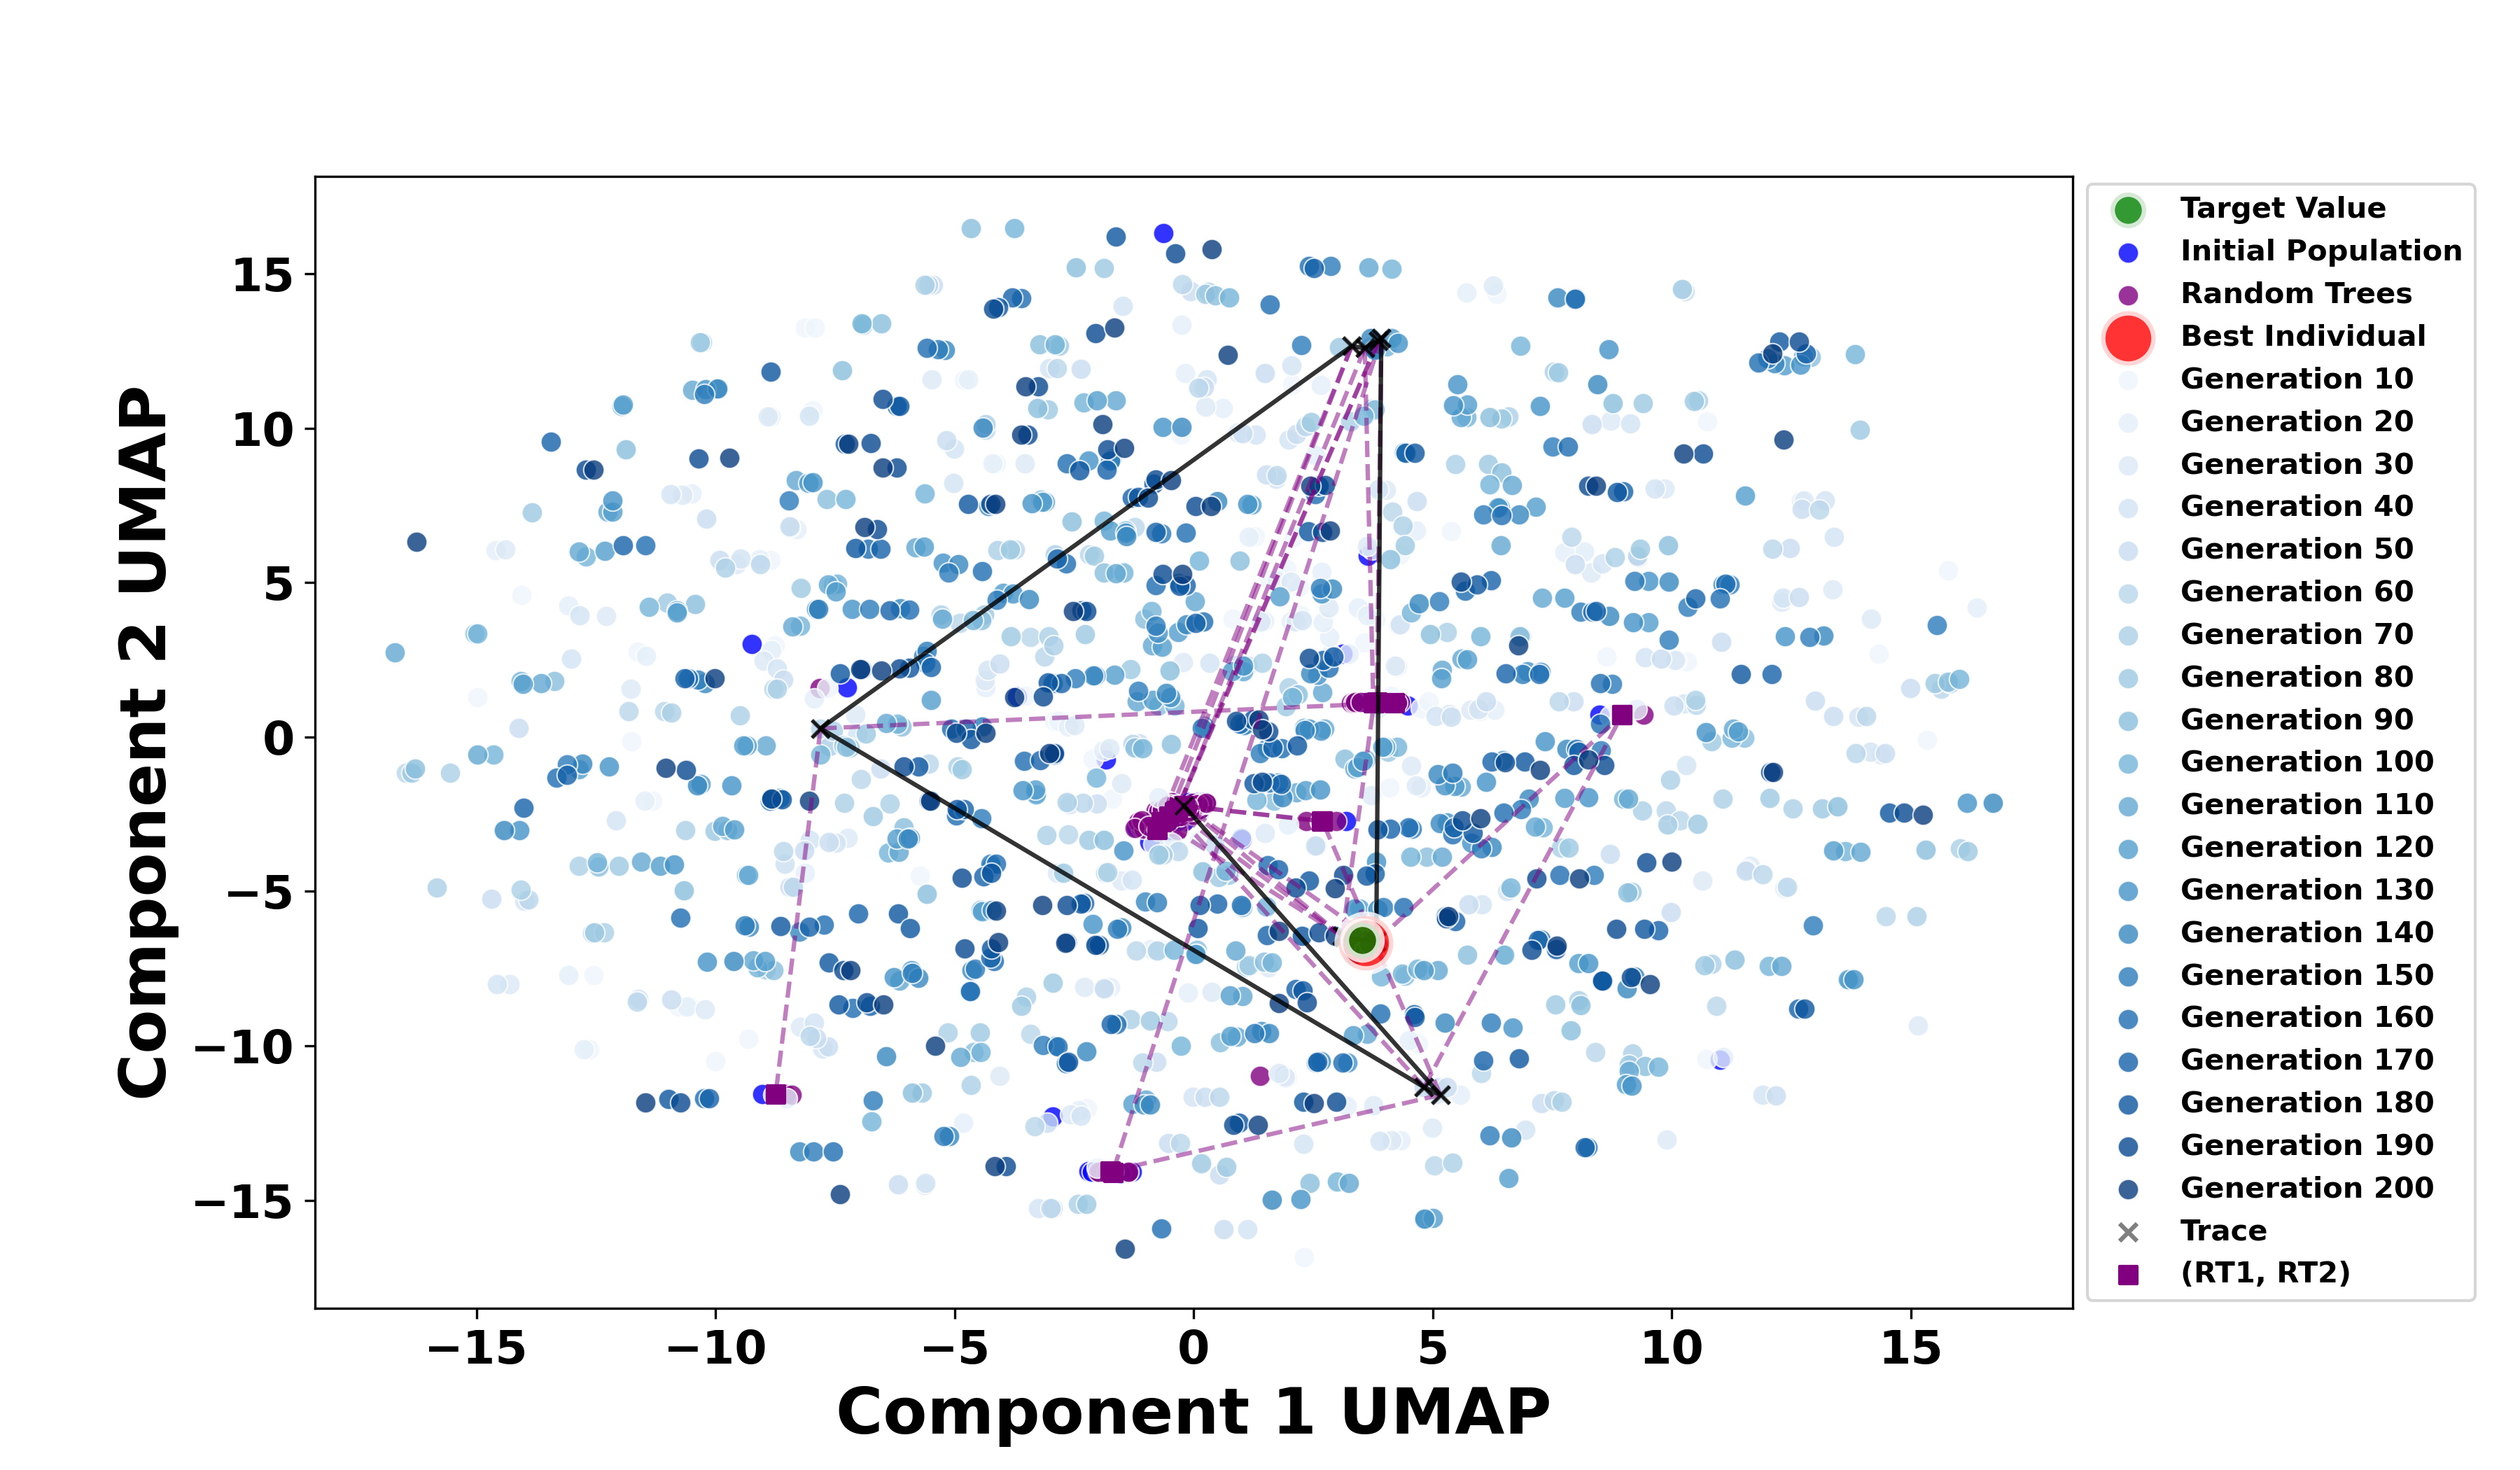 Component 2 UMAP
15
10
5
0
−5
−10
−15
−15
−10
−5
0
5
10
15
Component 1 UMAP
Target Value
Initial Population
Random Trees
Best Individual
Generation 10
Generation 20
Generation 30
Generation 40
Generation 50
Generation 60
Generation 70
Generation 80
Generation 90
Generation 100
Generation 110
Generation 120
Generation 130
Generation 140
Generation 150
Generation 160
Generation 170
Generation 180
Generation 190
Generation 200
Trace
(RT1, RT2)